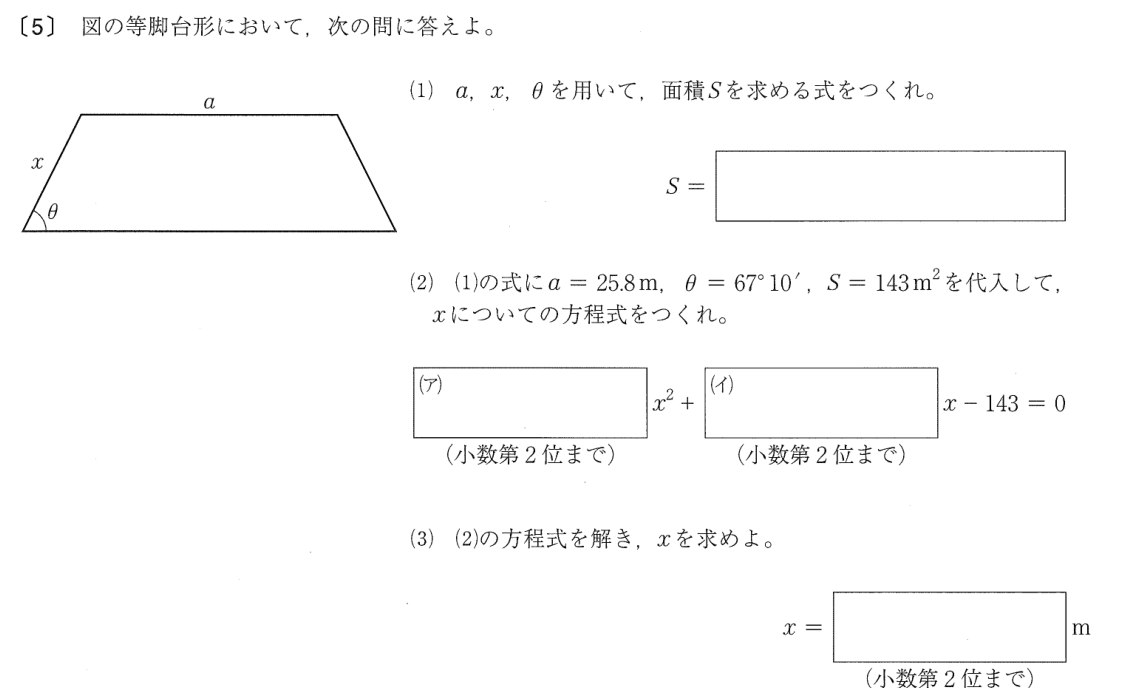 〔5〕 図の等脚台形において，次の問に答えよ。
a
x
θ
(1) a，x，θを用いて，面積Sを求める式をつくれ。
S =
(2) (1)の式に a = 25.8 m，θ = 67°10′，S = 143 m²を代入して，
xについての方程式をつくれ。
(ア) x² + (イ) x − 143 = 0
（小数第2位まで） （小数第2位まで）
(3) (2)の方程式を解き，xを求めよ。
x = m
（小数第2位まで）